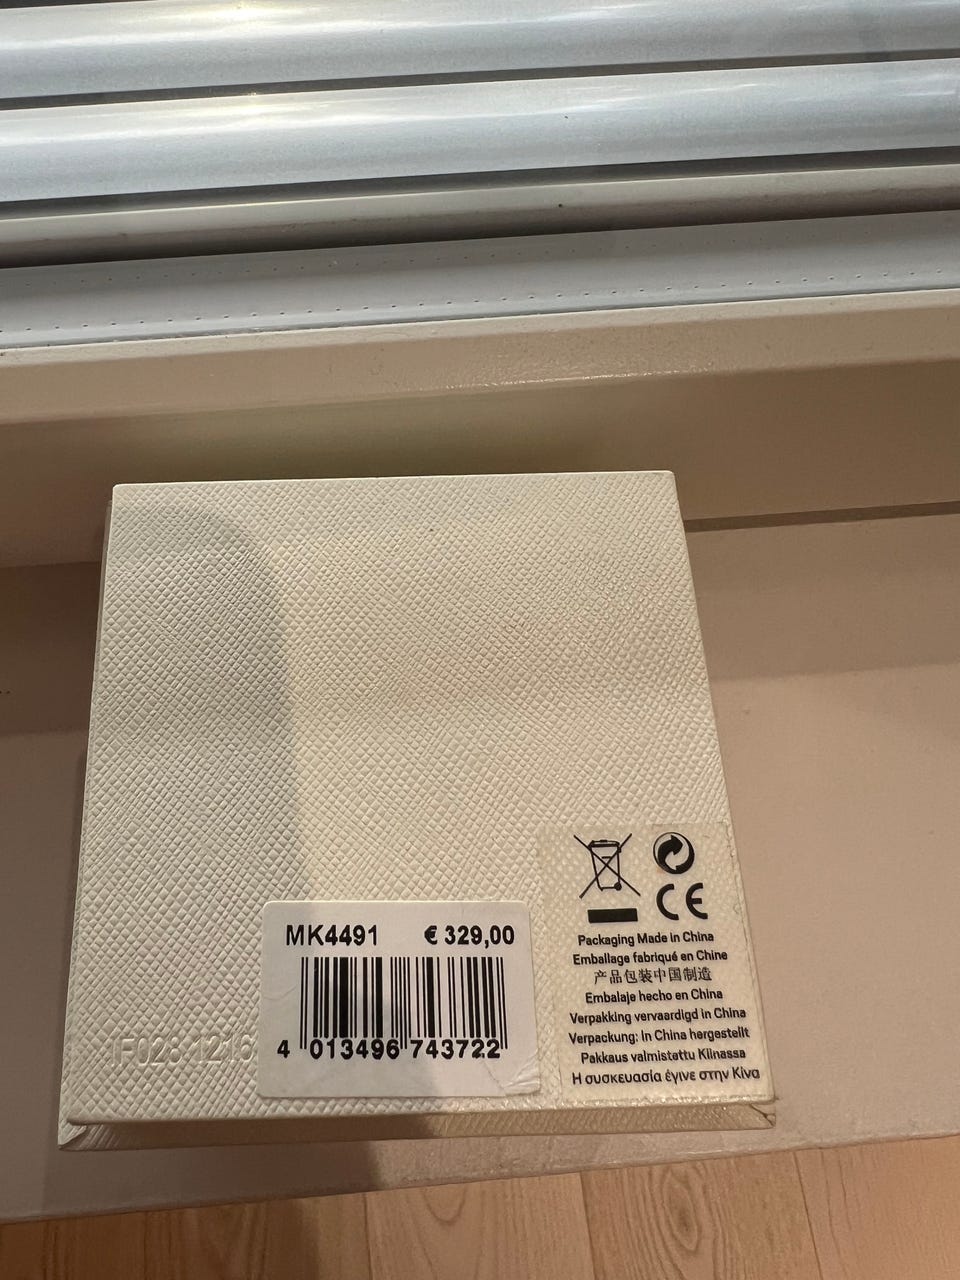 MK4491 € 329,00
4 013496 743722
IF028 1216
Packaging Made in China
Emballage fabriqué en Chine
产品包装中国制造
Embalaje hecho en China
Verpakking vervaardigd in China
Verpackung: in China hergestellt
Pakkaus valmistettu Kiinassa
Η συσκευασία έγινε στην Κίνα
CE